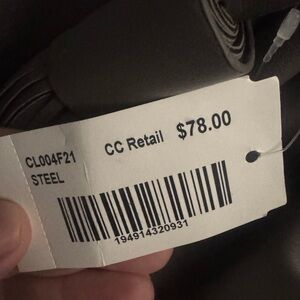 CC Retail $78.00
CL004F21
STEEL
194914320931